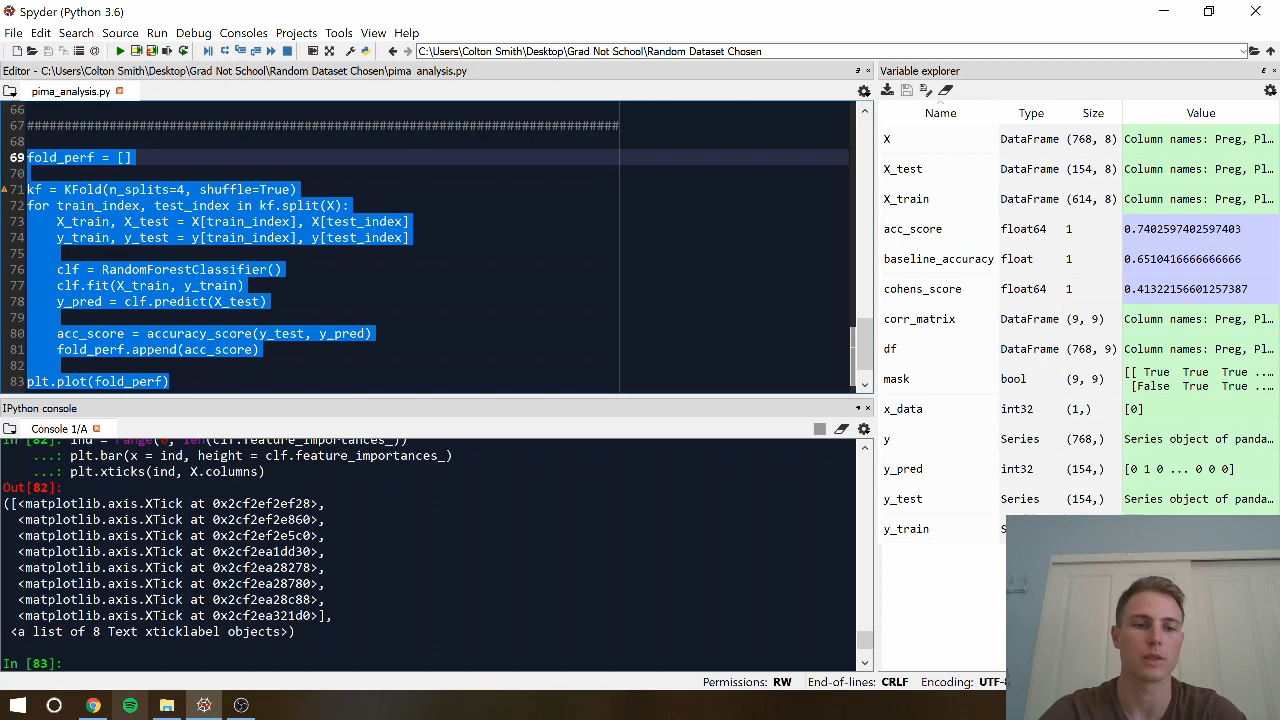 Spyder (Python 3.6)
File Edit Search Source Run Debug Consoles Projects Tools View Help
C:\Users\Colton Smith\Desktop\Grad Not School\Random Dataset Chosen
Editor - C:\Users\Colton Smith\Desktop\Grad Not School\Random Dataset Chosen\pima_analysis.py
pima_analysis.py
66
67 ###############################################################################
68
69 fold_perf = []
70
71 kf = KFold(n_splits=4, shuffle=True)
72 for train_index, test_index in kf.split(X):
73 X_train, X_test = X[train_index], X[test_index]
74 y_train, y_test = y[train_index], y[test_index]
75
76 clf = RandomForestClassifier()
77 clf.fit(X_train, y_train)
78 y_pred = clf.predict(X_test)
79
80 acc_score = accuracy_score(y_test, y_pred)
81 fold_perf.append(acc_score)
82
83 plt.plot(fold_perf)
IPython console
Console 1/A
In [82]: ind = range(0, len(clf.feature_importances_))
...: plt.bar(x = ind, height = clf.feature_importances_)
...: plt.xticks(ind, X.columns)
Out[82]:
([<matplotlib.axis.XTick at 0x2cf2ef2ef28>,
<matplotlib.axis.XTick at 0x2cf2ef2e860>,
<matplotlib.axis.XTick at 0x2cf2ef2e5c0>,
<matplotlib.axis.XTick at 0x2cf2ea1dd30>,
<matplotlib.axis.XTick at 0x2cf2ea28278>,
<matplotlib.axis.XTick at 0x2cf2ea28780>,
<matplotlib.axis.XTick at 0x2cf2ea28c88>,
<matplotlib.axis.XTick at 0x2cf2ea321d0>],
<a list of 8 Text xticklabel objects>)
In [83]:
Variable explorer
Name Type Size Value
X DataFrame (768, 8) Column names: Preg, Pl…
X_test DataFrame (154, 8) Column names: Preg, Pl…
X_train DataFrame (614, 8) Column names: Preg, Pl…
acc_score float64 1 0.7402597402597403
baseline_accuracy float 1 0.6510416666666666
cohens_score float64 1 0.41322156601257387
corr_matrix DataFrame (9, 9) Column names: Preg, Pl…
df DataFrame (768, 9) Column names: Preg, Pl…
mask bool (9, 9) [[ True True True ...
[False True True ...
x_data int32 (1,) [0]
y Series (768,) Series object of panda…
y_pred int32 (154,) [0 1 0 ... 0 0 0]
y_test Series (154,) Series object of panda…
y_train
Permissions: RW End-of-lines: CRLF Encoding: